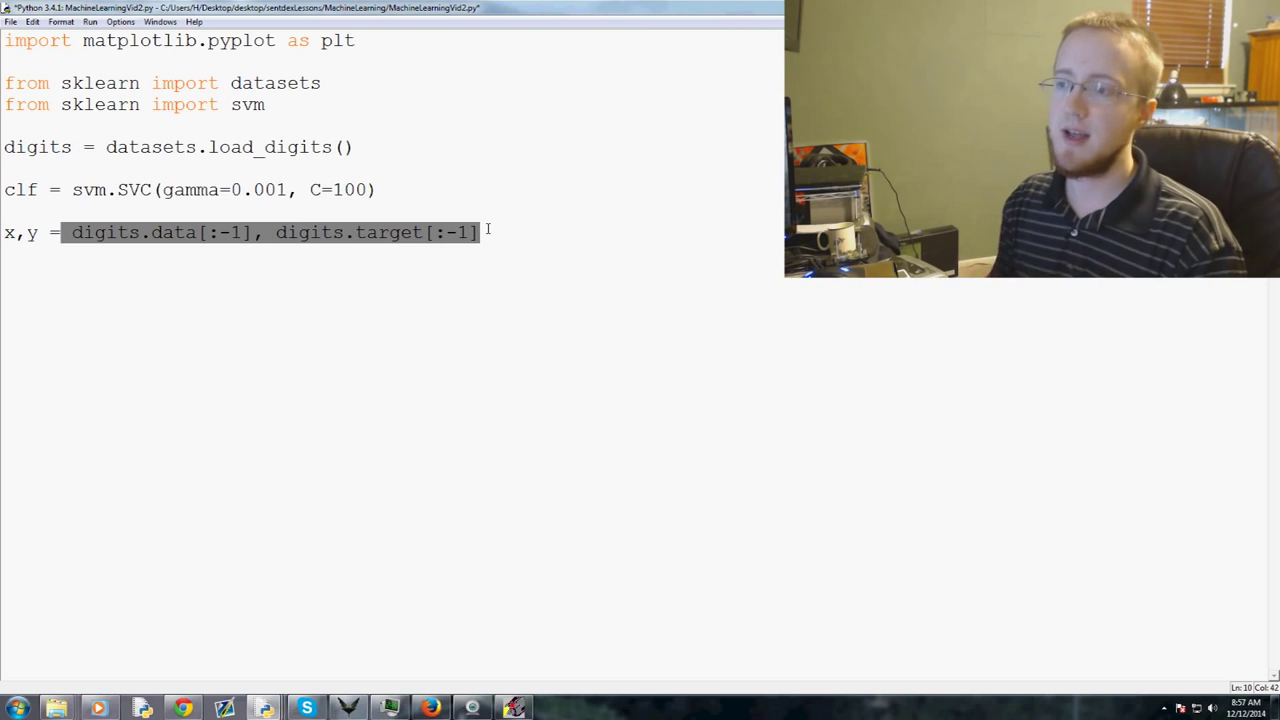 *Python 3.4.1: MachineLearningVid2.py - C:/Users/H/Desktop/desktop/sentdexLessons/MachineLearning/MachineLearningVid2.py*
File Edit Format Run Options Windows Help
import matplotlib.pyplot as plt
from sklearn import datasets
from sklearn import svm
digits = datasets.load_digits()
clf = svm.SVC(gamma=0.001, C=100)
x,y = digits.data[:-1], digits.target[:-1]
Ln: 10 Col: 42
8:57 AM
12/12/2014